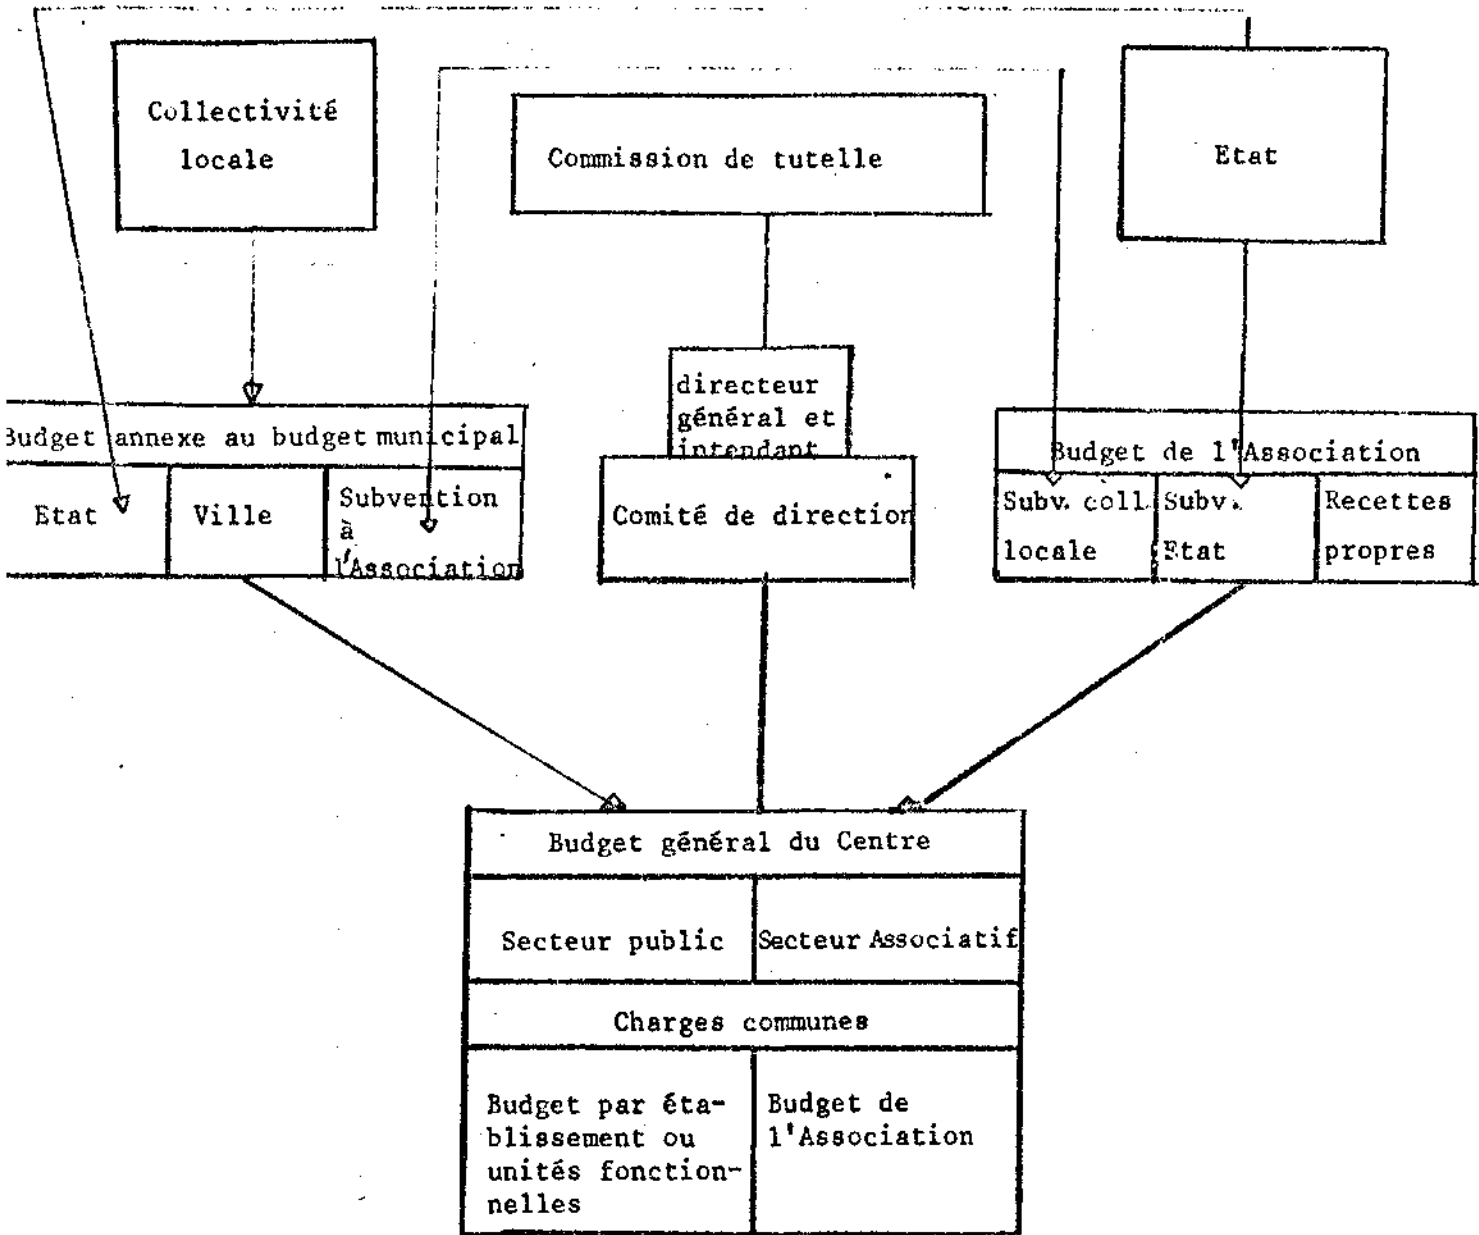 Collectivité
locale
Commission de tutelle
Etat
directeur
général et
intendant
Budget annexe au budget municipal
Etat
Ville
Subvention
à
l'Association
Comité de direction
Budget de l'Association
Subv. coll.
locale
Subv.
Etat
Recettes
propres
Budget général du Centre
Secteur public
Secteur Associatif
Charges communes
Budget par éta-
blissement ou
unités fonction-
nelles
Budget de
l'Association